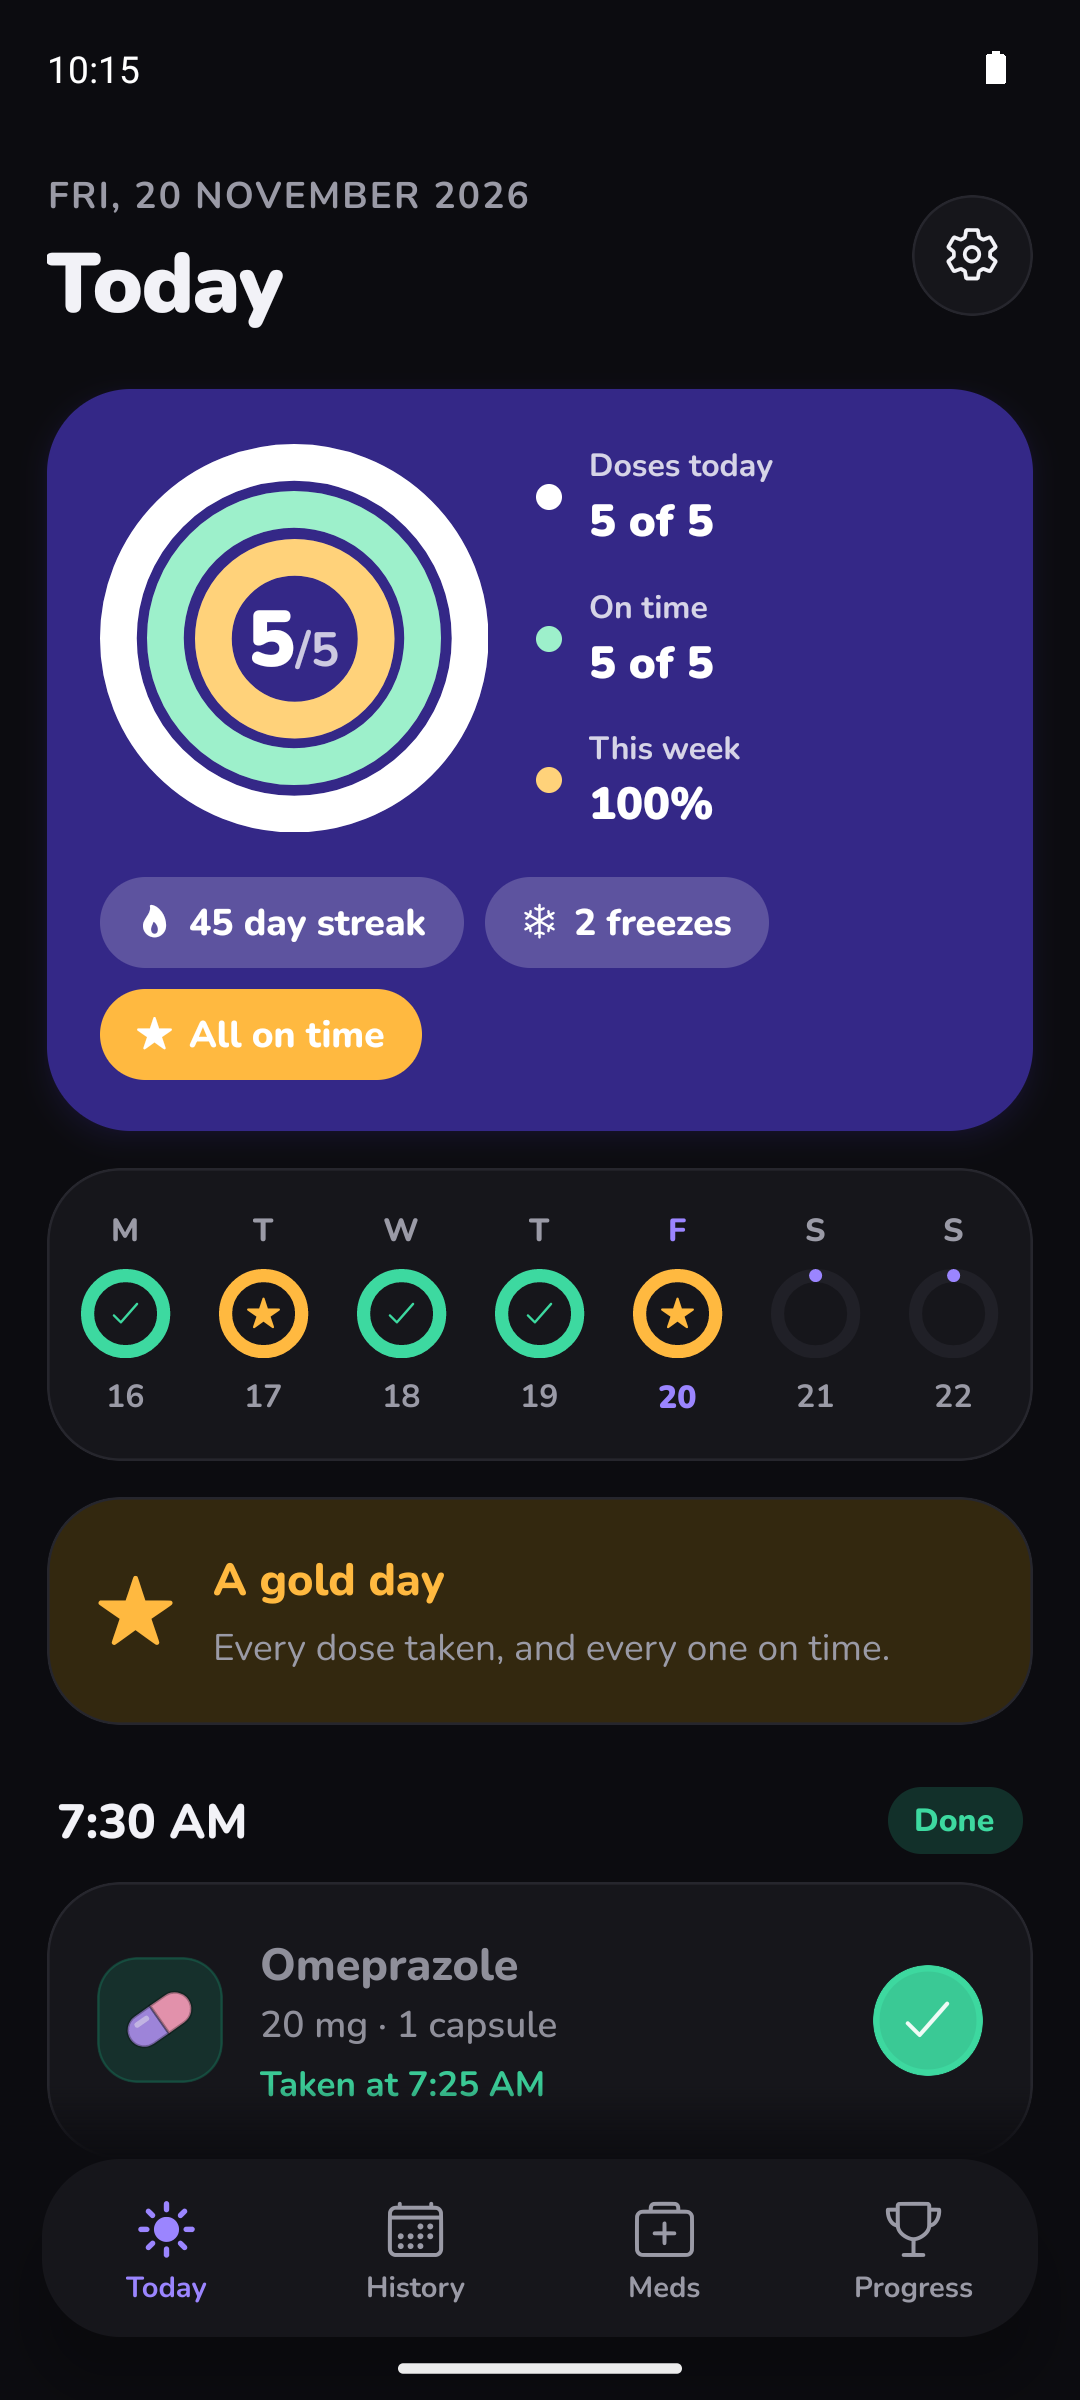 10:15
FRI, 20 NOVEMBER 2026
Today
5/5
Doses today
5 of 5
On time
5 of 5
This week
100%
45 day streak
2 freezes
All on time
M T W T F S S
16 17 18 19 20 21 22
A gold day
Every dose taken, and every one on time.
7:30 AM
Done
Omeprazole
20 mg · 1 capsule
Taken at 7:25 AM
Today History Meds Progress